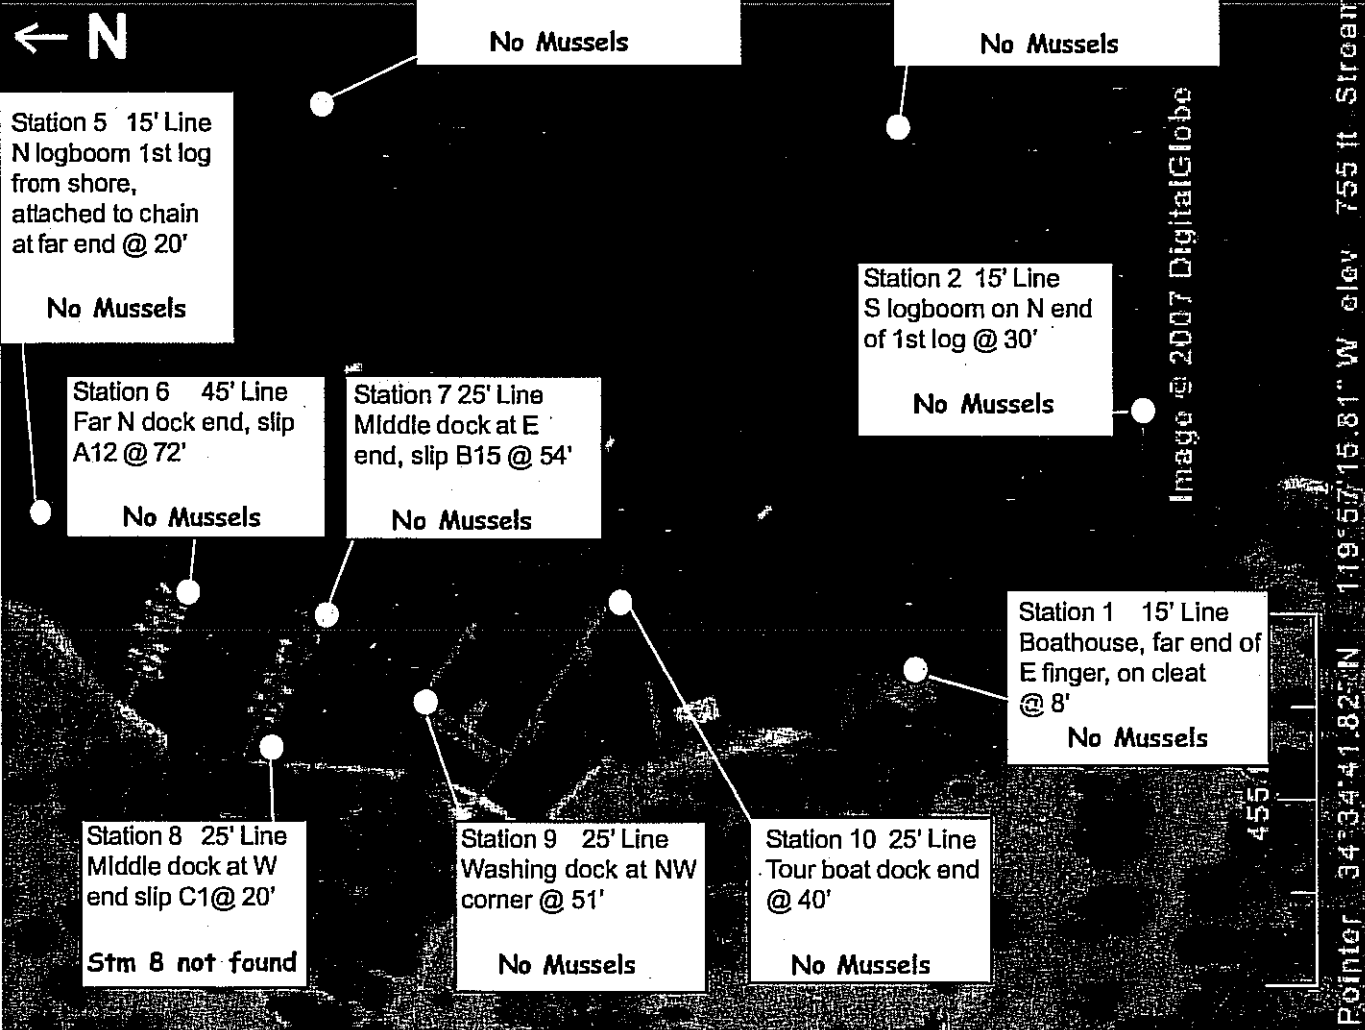 ← N
No Mussels
No Mussels
Station 5 15' Line
N logboom 1st log
from shore,
attached to chain
at far end @ 20'
No Mussels
Station 2 15' Line
S logboom on N end
of 1st log @ 30'
No Mussels
Station 6 45' Line
Far N dock end, slip
A12 @ 72'
No Mussels
Station 7 25' Line
Middle dock at E
end, slip B15 @ 54'
No Mussels
Station 1 15' Line
Boathouse, far end of
E finger, on cleat
@ 8'
No Mussels
Station 8 25' Line
Middle dock at W
end slip C1@ 20'
Stm 8 not found
Station 9 25' Line
Washing dock at NW
corner @ 51'
No Mussels
Station 10 25' Line
Tour boat dock end
@ 40'
No Mussels
Image © 2007 DigitalGlobe
Pointer 34°34'41.82" N 119°57'15.81" W elev 755 ft